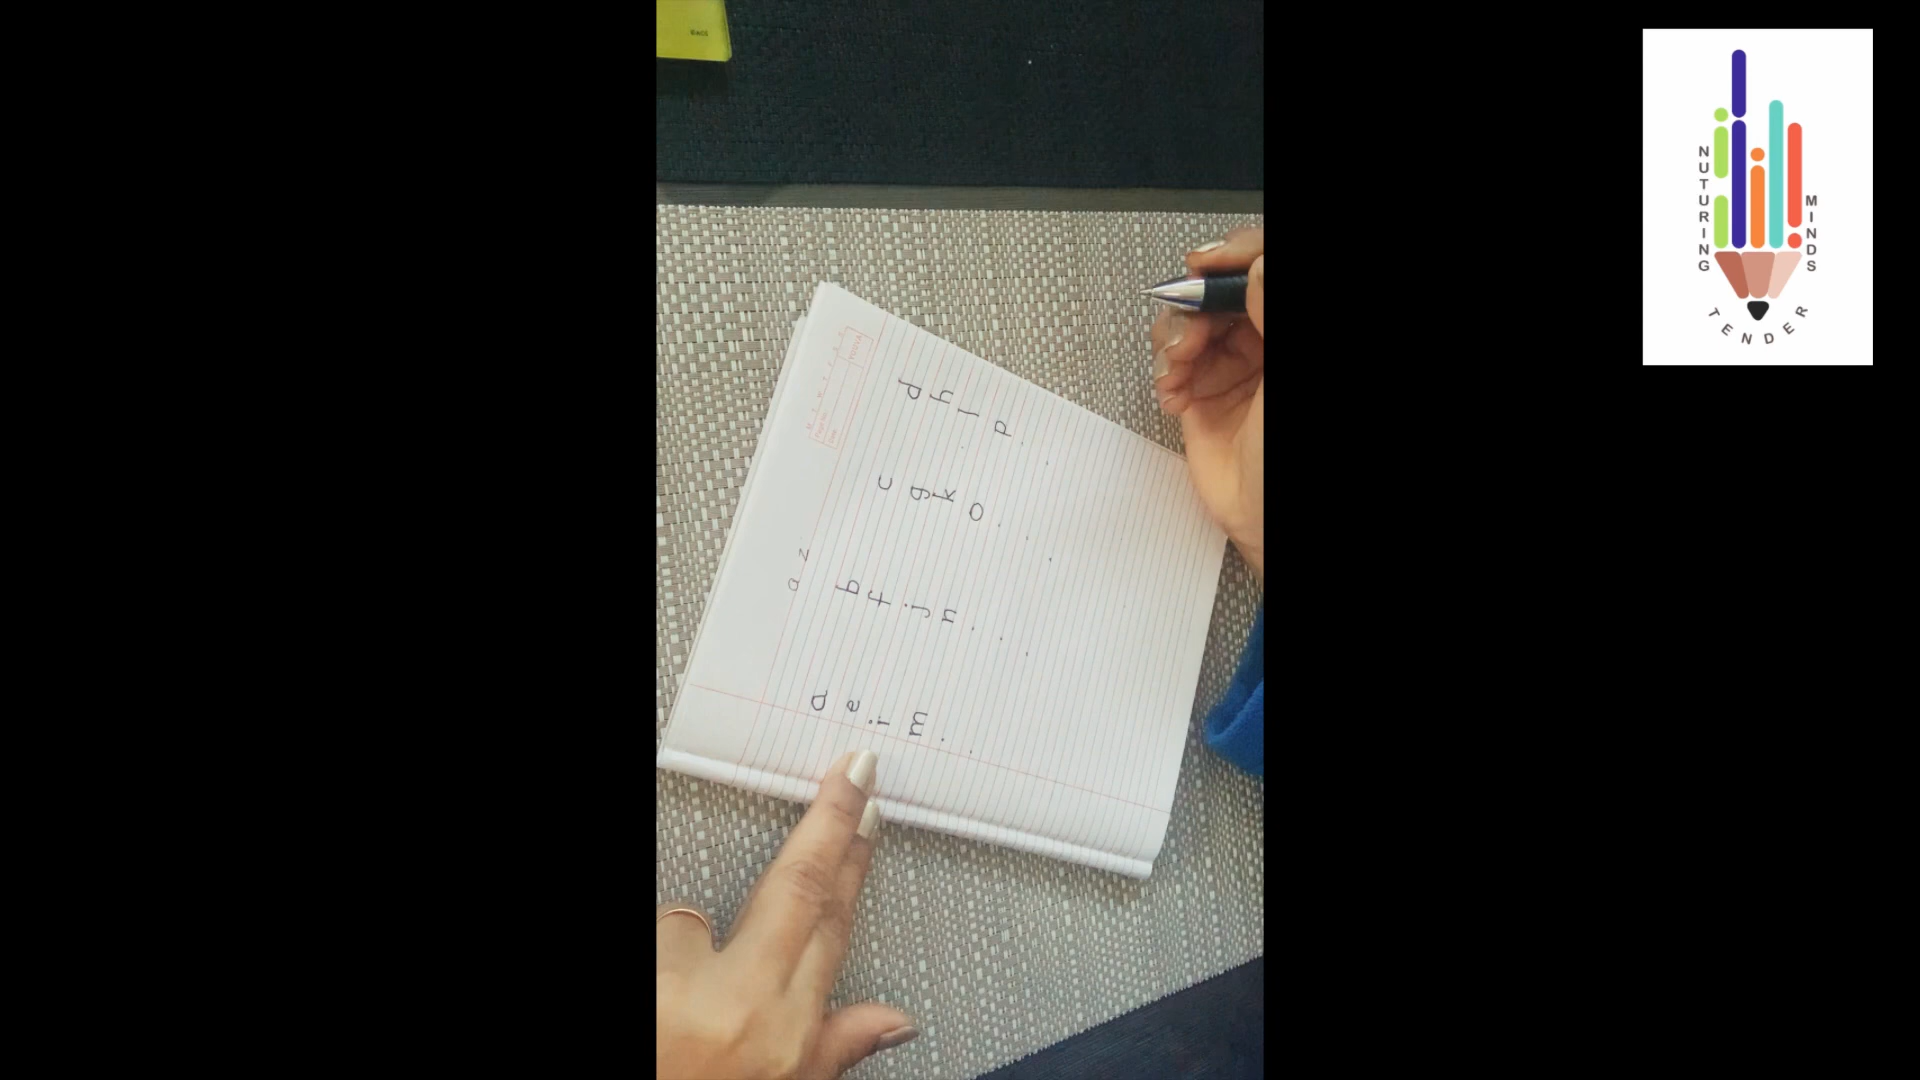 a z
a b c d
e f g h
i j k l
m n o p
NUTURING
TENDER
MINDS